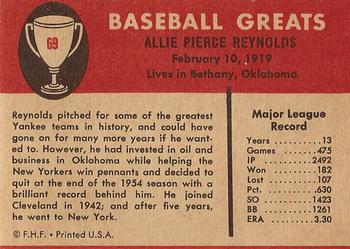 69
BASEBALL GREATS
ALLIE PIERCE REYNOLDS
February 10, 1919
Lives in Bethany, Oklahoma
Reynolds pitched for some of the greatest
Yankee teams in history, and could have
gone on for many more years if he want-
ed to. However, he had invested in oil and
business in Oklahoma while helping the
New Yorkers win pennants and decided to
quit at the end of the 1954 season with a
brilliant record behind him. He joined
Cleveland in 1942; and after five years,
he went to New York.
© F.H.F. • Printed U.S.A.
Major League
Record
Years 13
Games 475
IP 2492
Won 182
Lost 107
Pct. .630
SO 1423
BB 1261
ERA 3.30